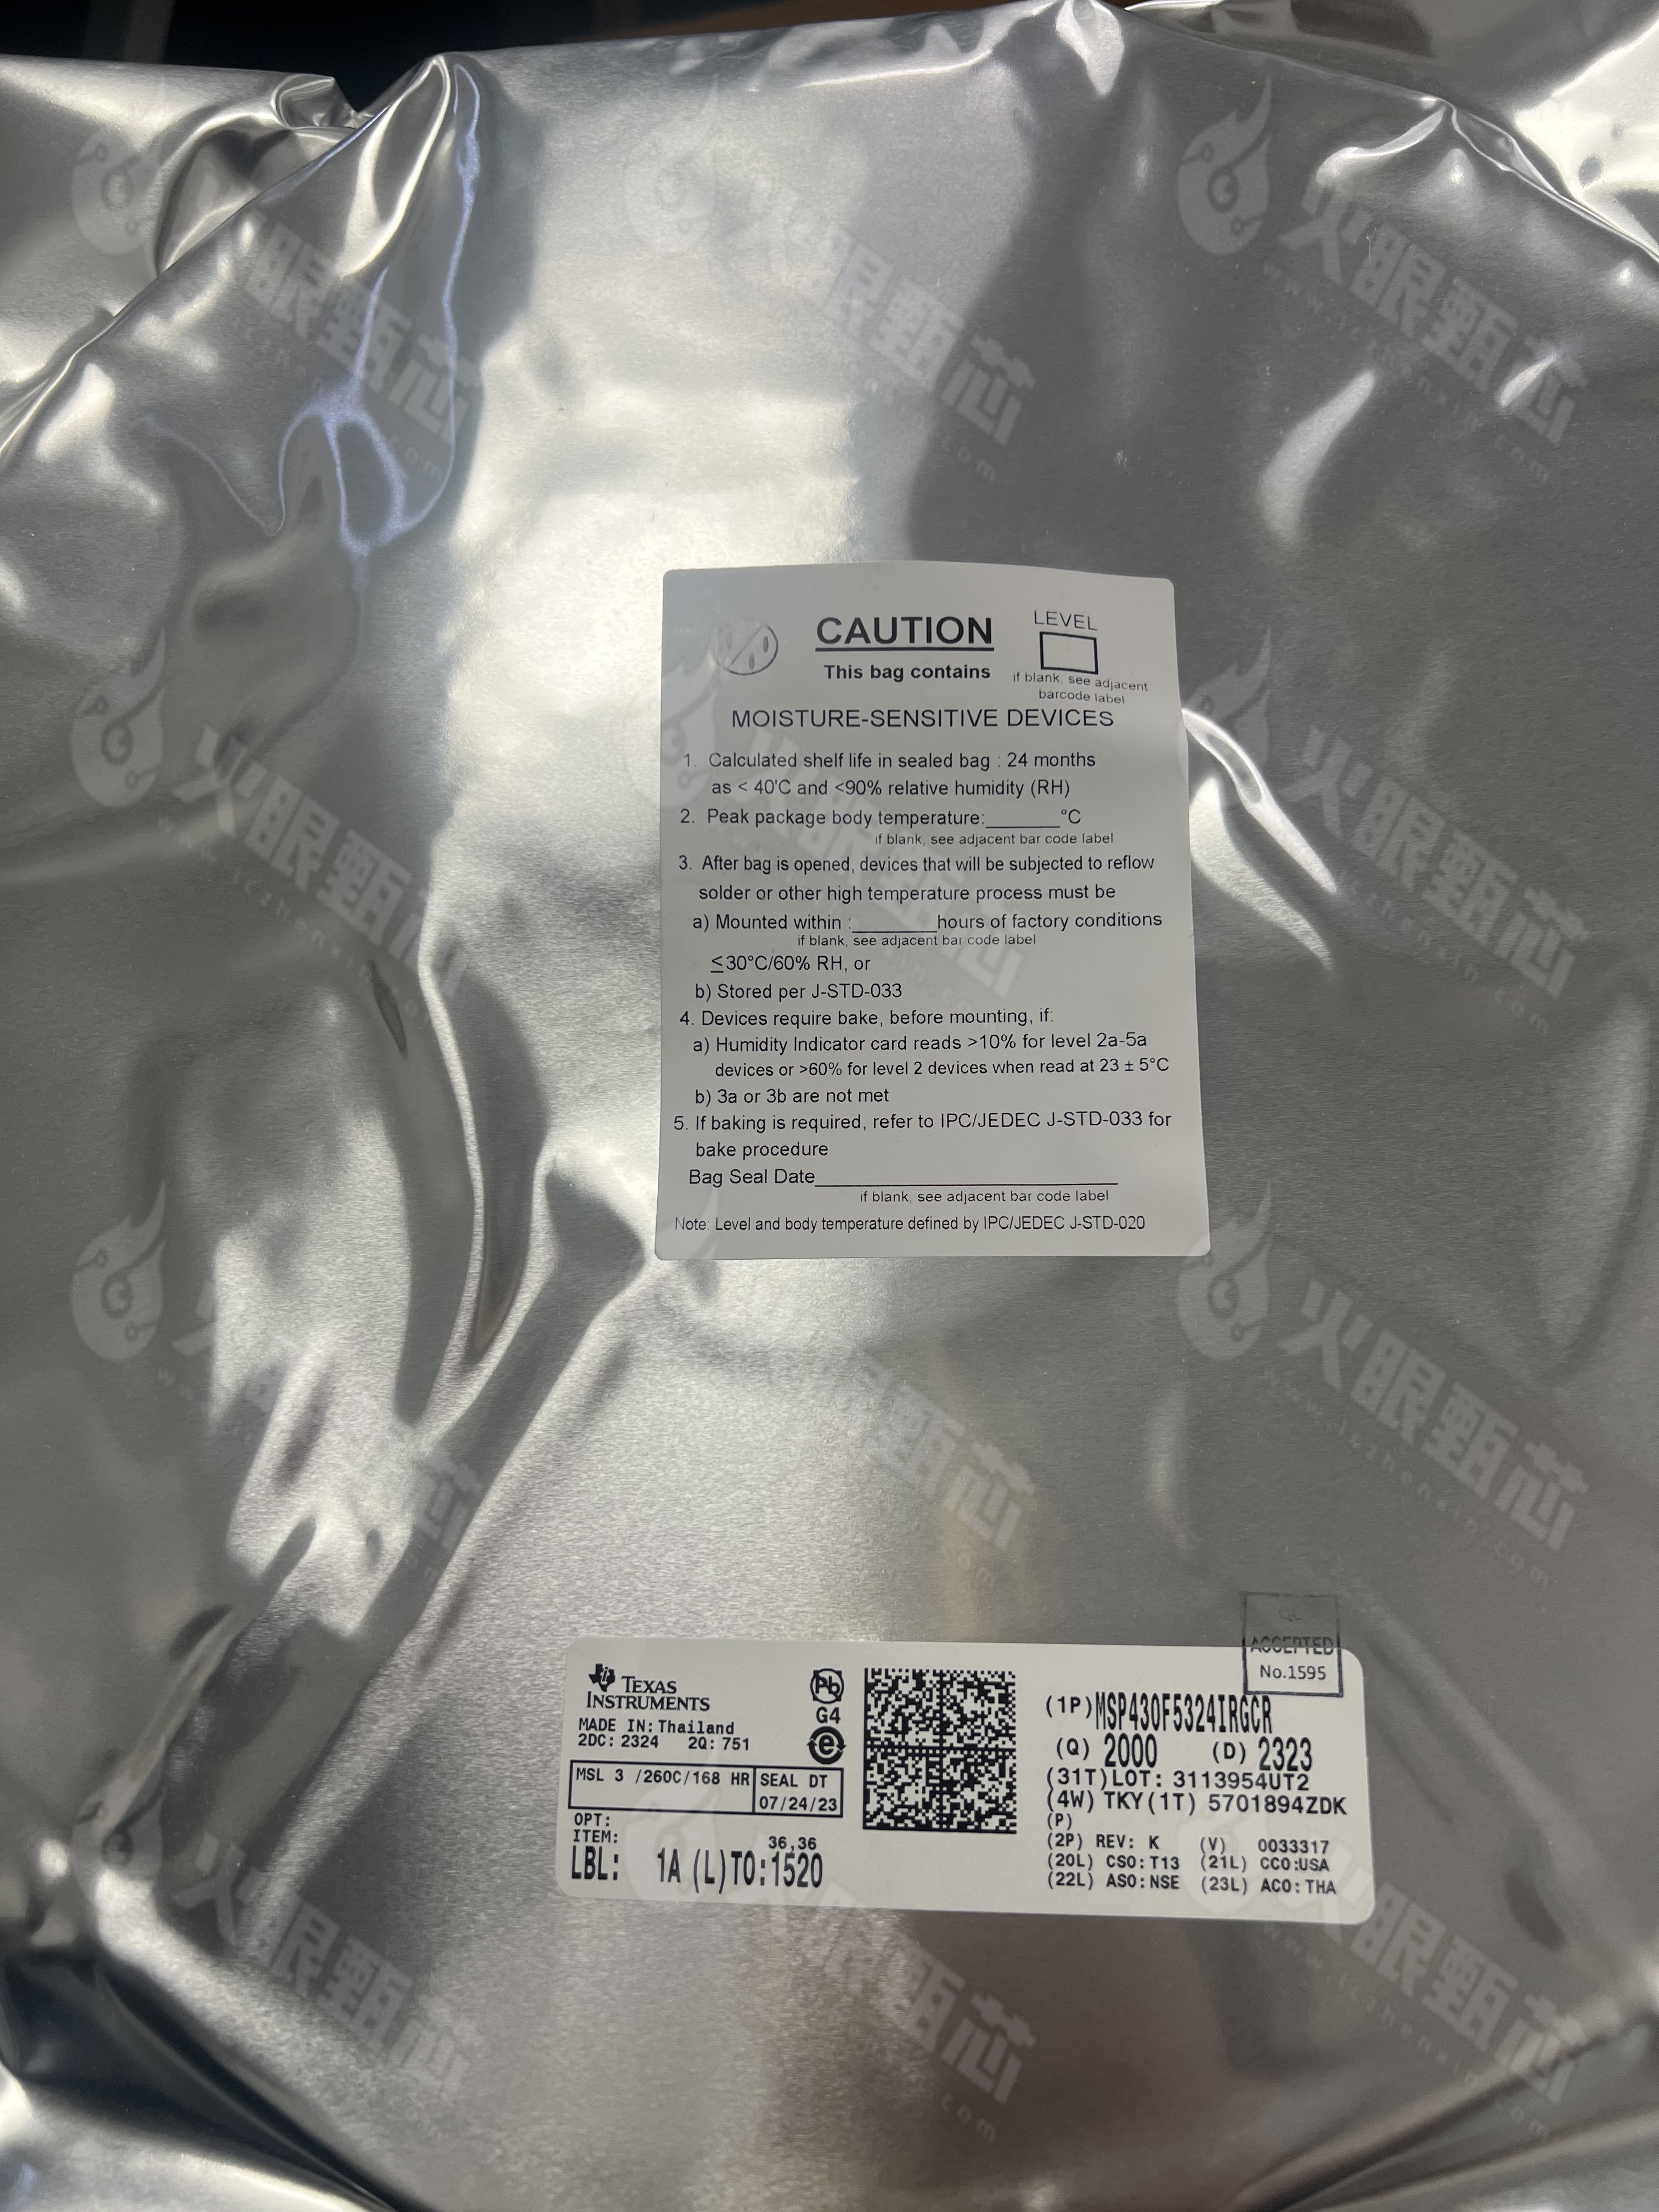 CAUTION
LEVEL
This bag contains
if blank, see adjacent
barcode label
MOISTURE-SENSITIVE DEVICES
1. Calculated shelf life in sealed bag : 24 months
as < 40'C and <90% relative humidity (RH)
2. Peak package body temperature:_______°C
if blank, see adjacent bar code label
3. After bag is opened, devices that will be subjected to reflow
solder or other high temperature process must be
a) Mounted within :________hours of factory conditions
if blank, see adjacent bar code label
≤30°C/60% RH, or
b) Stored per J-STD-033
4. Devices require bake, before mounting, if:
a) Humidity Indicator card reads >10% for level 2a-5a
devices or >60% for level 2 devices when read at 23 ± 5°C
b) 3a or 3b are not met
5. If baking is required, refer to IPC/JEDEC J-STD-033 for
bake procedure
Bag Seal Date______________________________
if blank, see adjacent bar code label
Note: Level and body temperature defined by IPC/JEDEC J-STD-020
QC
ACCEPTED
No.1595
TEXAS
INSTRUMENTS
MADE IN: Thailand
2DC: 2324 2Q: 751
Pb
G4
e
MSL 3 /260C/168 HR
SEAL DT
07/24/23
OPT:
ITEM:
36,36
LBL: 1A (L)TO:1520
(1P)MSP430F5324IRGCR
(Q) 2000 (D) 2323
(31T)LOT: 3113954UT2
(4W) TKY(1T) 5701894ZDK
(P)
(2P) REV: K (V) 0033317
(20L) CSO:T13 (21L) CCO:USA
(22L) ASO:NSE (23L) ACO:THA
火眼甄芯
www.iczhenxin.com